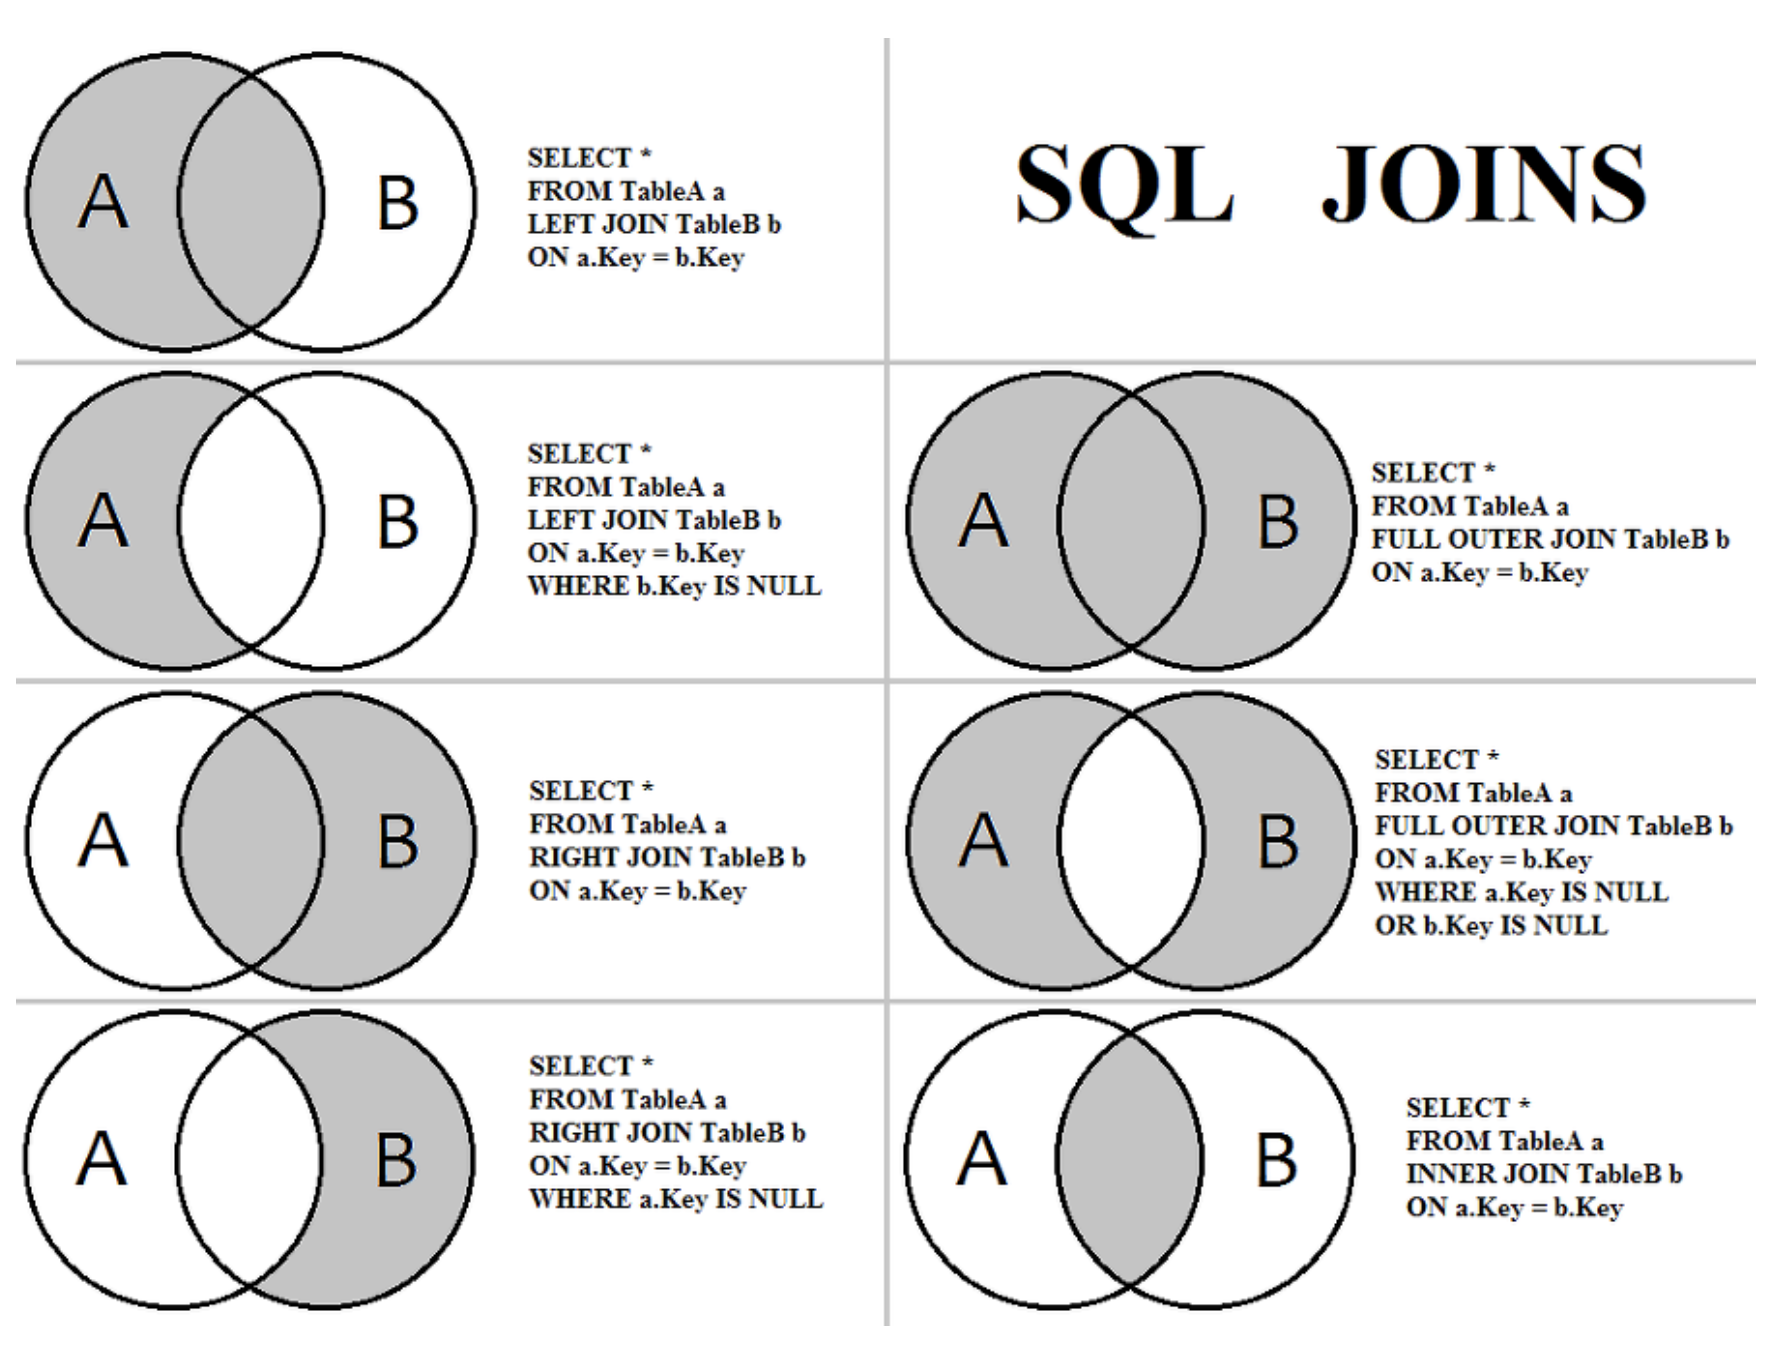 A
B
SELECT *
FROM TableA a
LEFT JOIN TableB b
ON a.Key = b.Key
SQL JOINS
A
B
SELECT *
FROM TableA a
LEFT JOIN TableB b
ON a.Key = b.Key
WHERE b.Key IS NULL
A
B
SELECT *
FROM TableA a
FULL OUTER JOIN TableB b
ON a.Key = b.Key
A
B
SELECT *
FROM TableA a
RIGHT JOIN TableB b
ON a.Key = b.Key
A
B
SELECT *
FROM TableA a
FULL OUTER JOIN TableB b
ON a.Key = b.Key
WHERE a.Key IS NULL
OR b.Key IS NULL
A
B
SELECT *
FROM TableA a
RIGHT JOIN TableB b
ON a.Key = b.Key
WHERE a.Key IS NULL
A
B
SELECT *
FROM TableA a
INNER JOIN TableB b
ON a.Key = b.Key